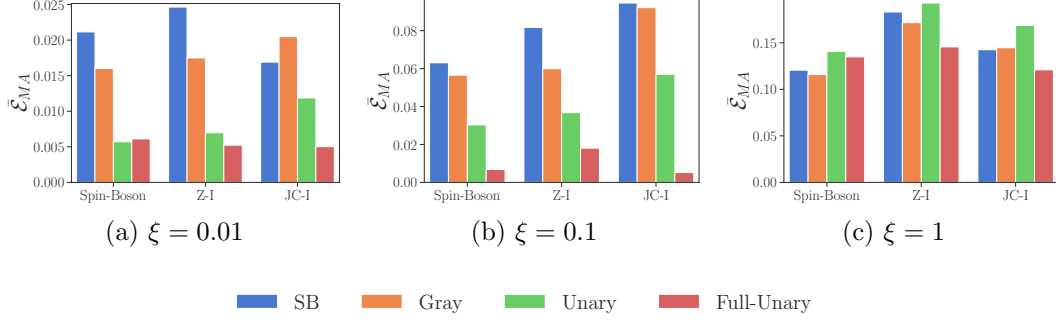 0.025
0.020
0.015
0.010
0.005
0.000
$\bar{\mathcal{E}}_{MA}$
Spin-Boson Z-I JC-I
(a) ξ = 0.01
0.08
0.06
0.04
0.02
0.00
$\bar{\mathcal{E}}_{MA}$
Spin-Boson Z-I JC-I
(b) ξ = 0.1
0.15
0.10
0.05
0.00
$\bar{\mathcal{E}}_{MA}$
Spin-Boson Z-I JC-I
(c) ξ = 1
SB Gray Unary Full-Unary